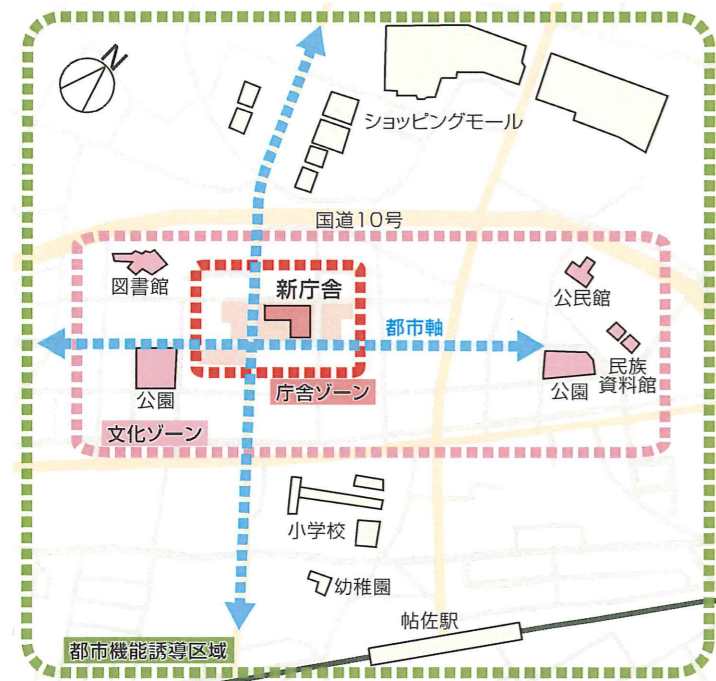 N
ショッピングモール
国道10号
図書館
新庁舎
公民館
都市軸
民族
資料館
公園
庁舎ゾーン
公園
文化ゾーン
小学校
幼稚園
帖佐駅
都市機能誘導区域